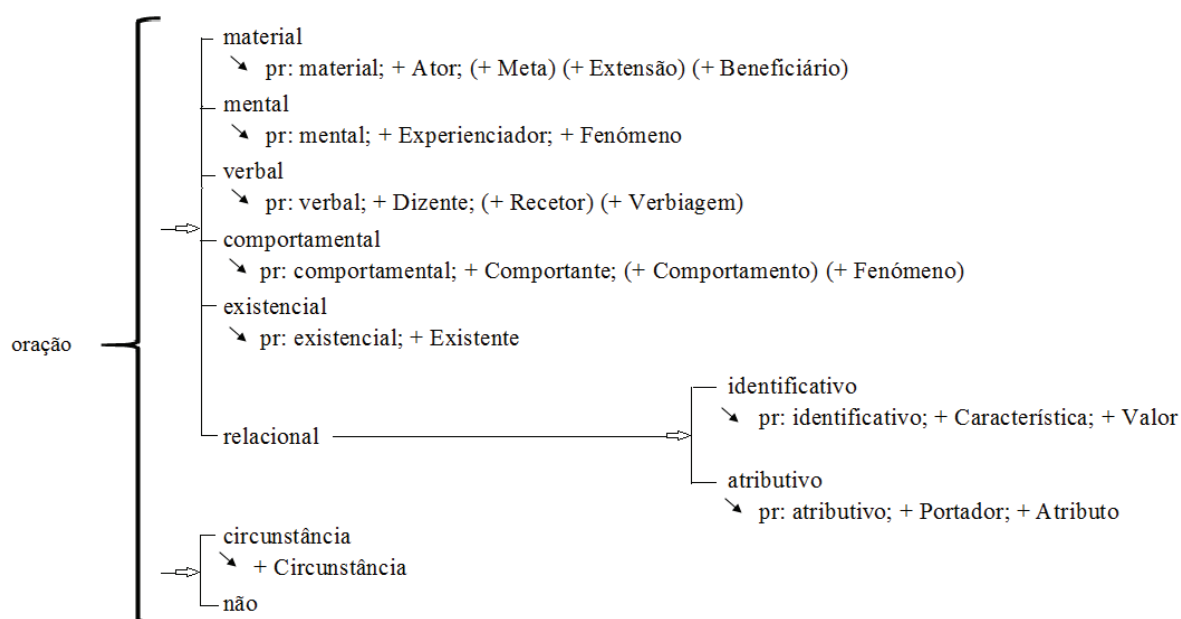 material
pr: material; + Ator; (+ Meta) (+ Extensão) (+ Beneficiário)
mental
pr: mental; + Experienciador; + Fenómeno
verbal
pr: verbal; + Dizente; (+ Recetor) (+ Verbiagem)
comportamental
pr: comportamental; + Comportante; (+ Comportamento) (+ Fenómeno)
existencial
pr: existencial; + Existente
oração
identificativo
pr: identificativo; + Característica; + Valor
relacional
atributivo
pr: atributivo; + Portador; + Atributo
circunstância
+ Circunstância
não